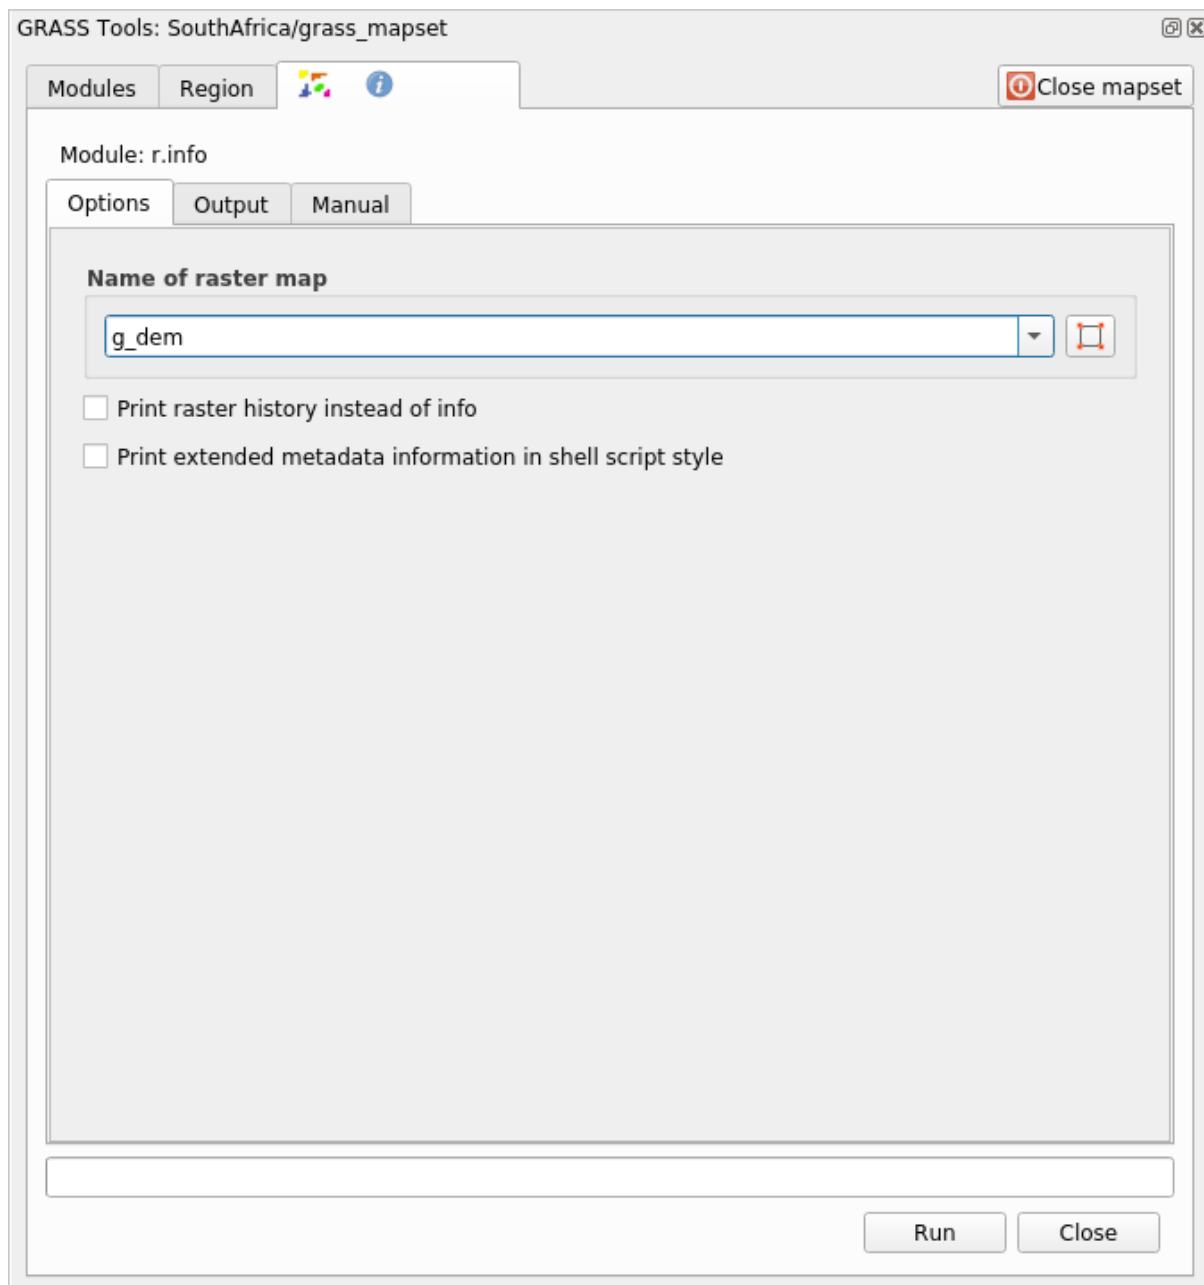 GRASS Tools: SouthAfrica/grass_mapset
Modules Region Close mapset
Module: r.info
Options Output Manual
Name of raster map
g_dem
Print raster history instead of info
Print extended metadata information in shell script style
Run Close